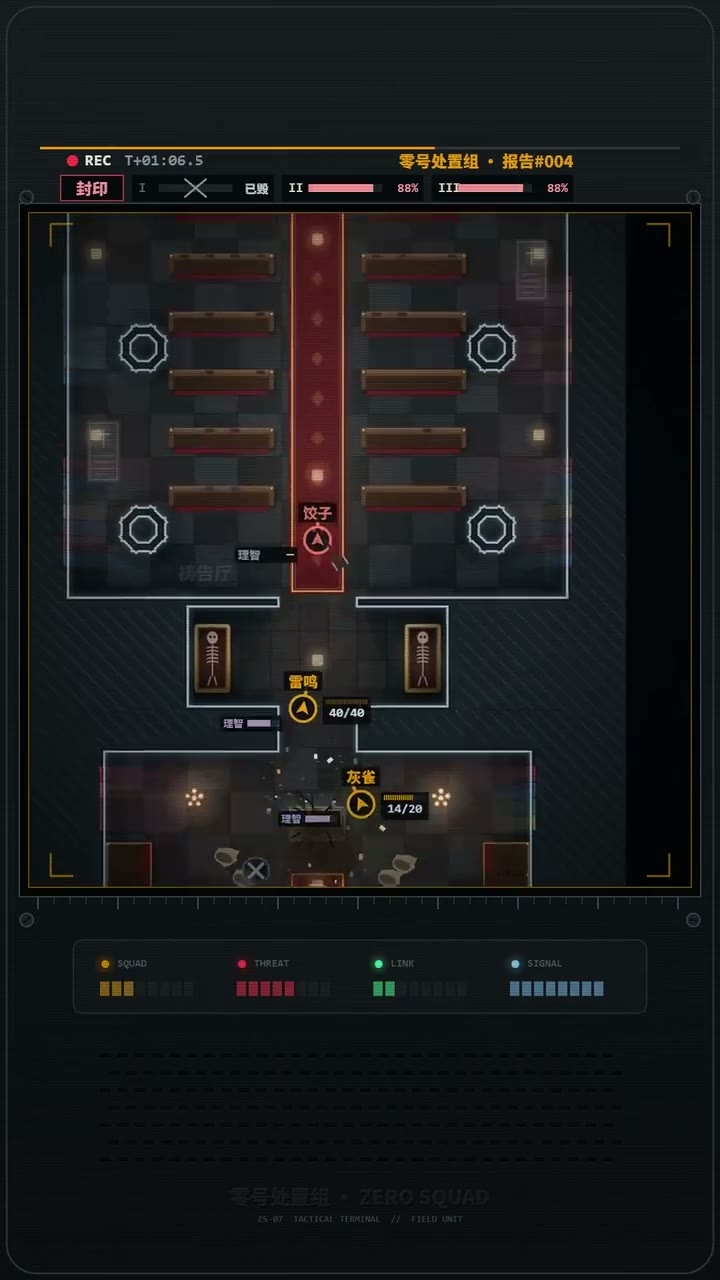 REC T+01:06.5 零号处置组 · 报告#004
封印 I 已毁 II 88% III 88%
饺子
理智
祷告厅
雷鸣
40/40
理智
灰雀
14/20
理智
SQUAD THREAT LINK SIGNAL
零号处置组 · ZERO SQUAD
ZS-07 TACTICAL TERMINAL // FIELD UNIT